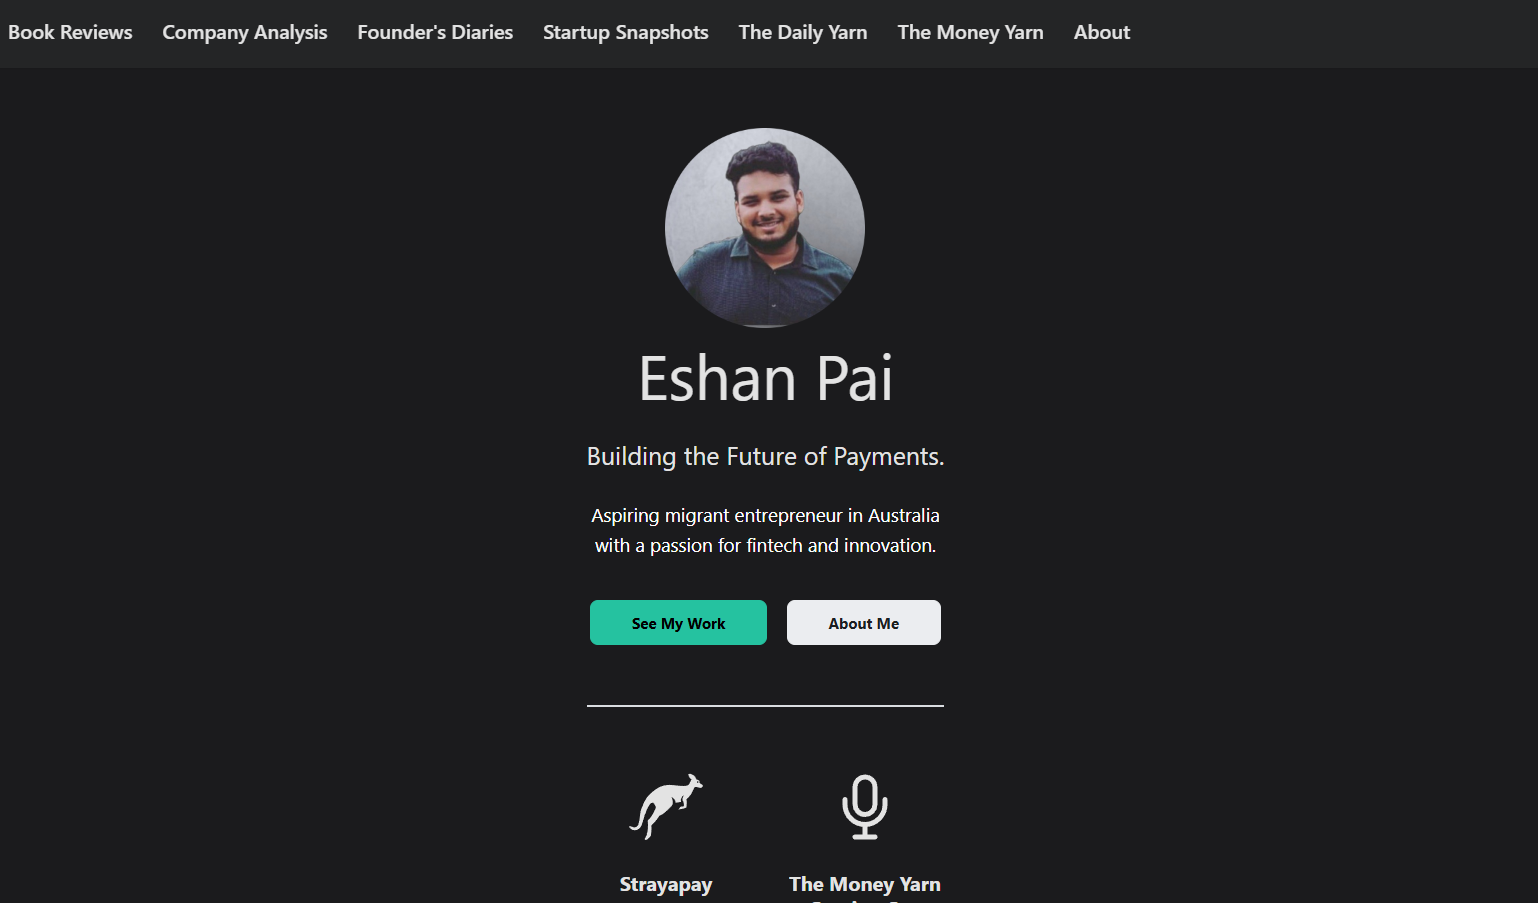 Book Reviews Company Analysis Founder's Diaries Startup Snapshots The Daily Yarn The Money Yarn About
Eshan Pai
Building the Future of Payments.
Aspiring migrant entrepreneur in Australia
with a passion for fintech and innovation.
See My Work About Me
Strayapay The Money Yarn